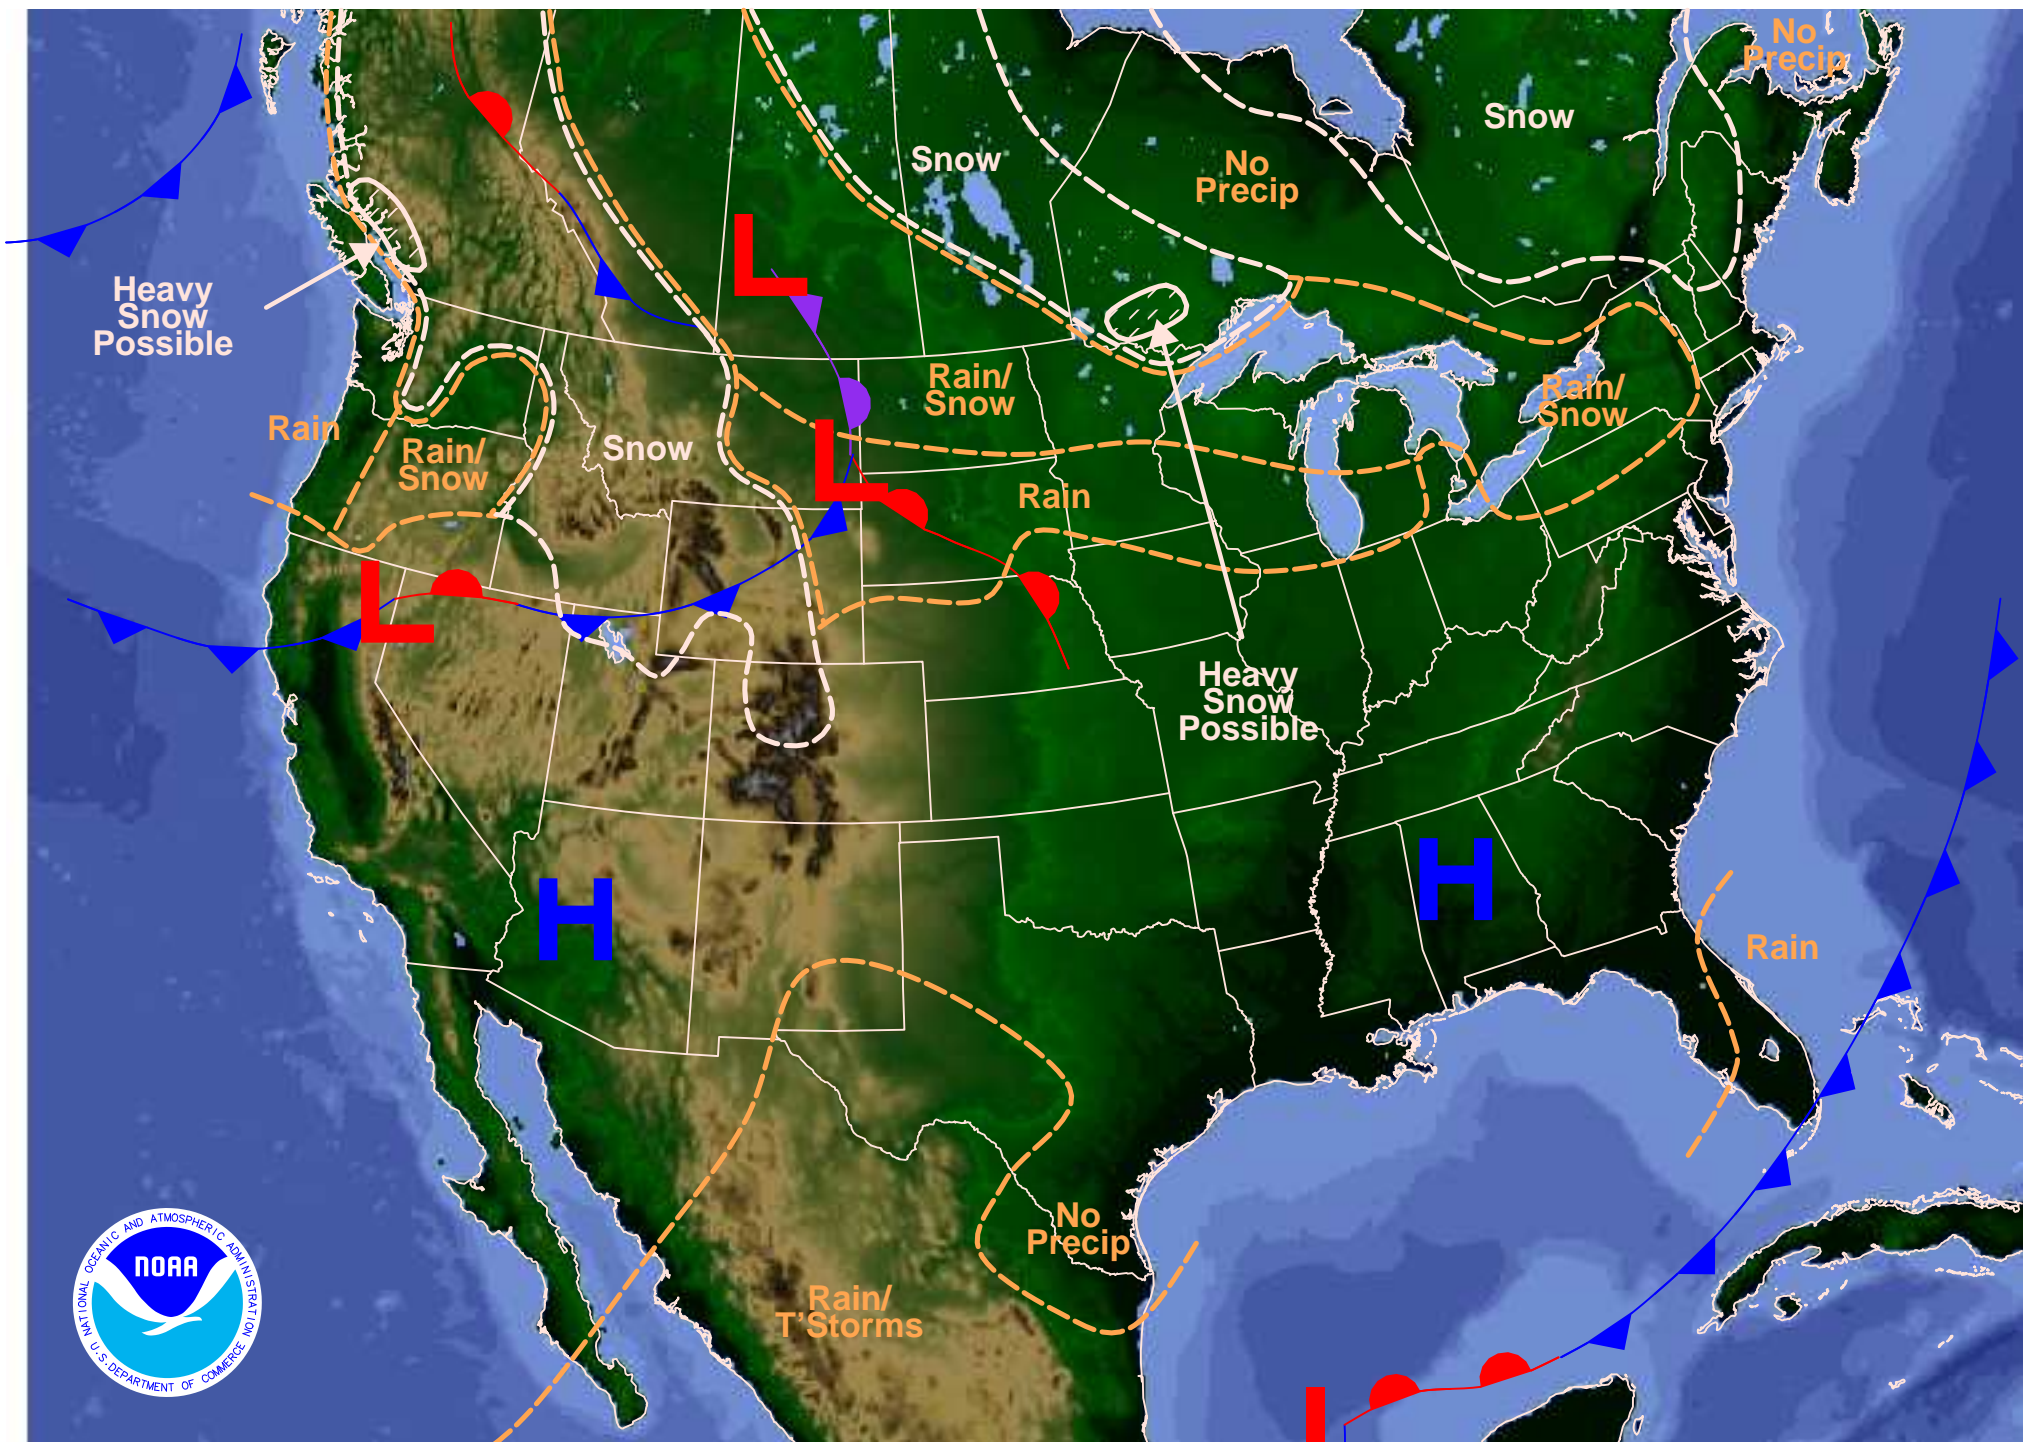 No
Precip
Snow
Snow
No
Precip
L
Heavy
Snow
Possible
Rain/
Snow
Rain/
Snow
Rain
Rain/
Snow
Snow
L
Rain
L
Heavy
Snow
Possible
H
H
Rain
No
Precip
Rain/
T'Storms
L
NATIONAL OCEANIC AND ATMOSPHERIC ADMINISTRATION
NOAA
U.S. DEPARTMENT OF COMMERCE